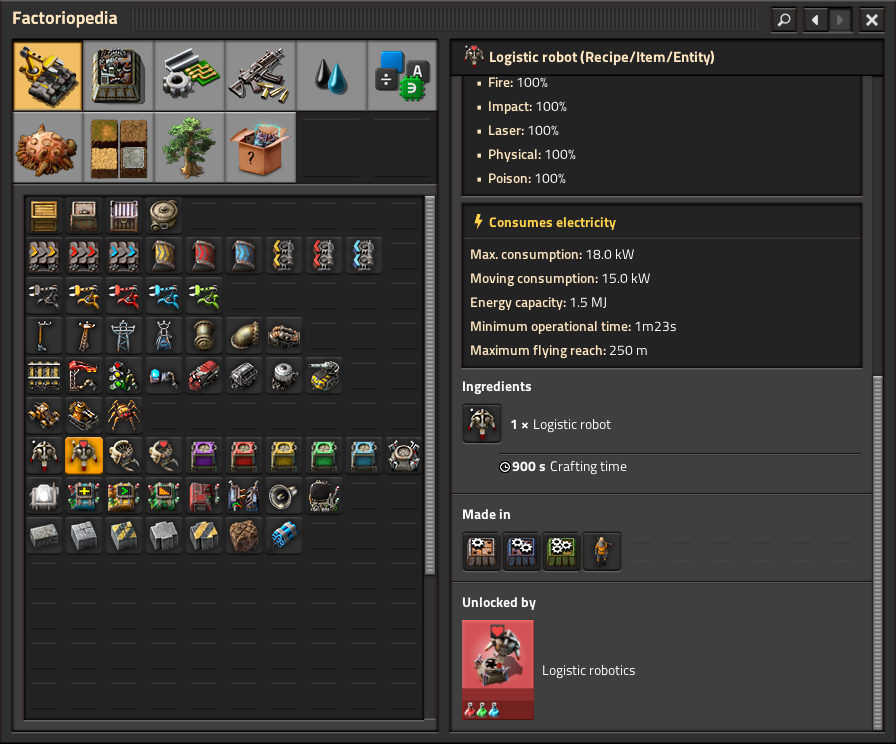 Factoriopedia
A
?
Logistic robot (Recipe/Item/Entity)
▪ Fire: 100%
▪ Impact: 100%
▪ Laser: 100%
▪ Physical: 100%
▪ Poison: 100%
Consumes electricity
Max. consumption: 18.0 kW
Moving consumption: 15.0 kW
Energy capacity: 1.5 MJ
Minimum operational time: 1m23s
Maximum flying reach: 250 m
Ingredients
1 × Logistic robot
900 s Crafting time
Made in
Unlocked by
Logistic robotics